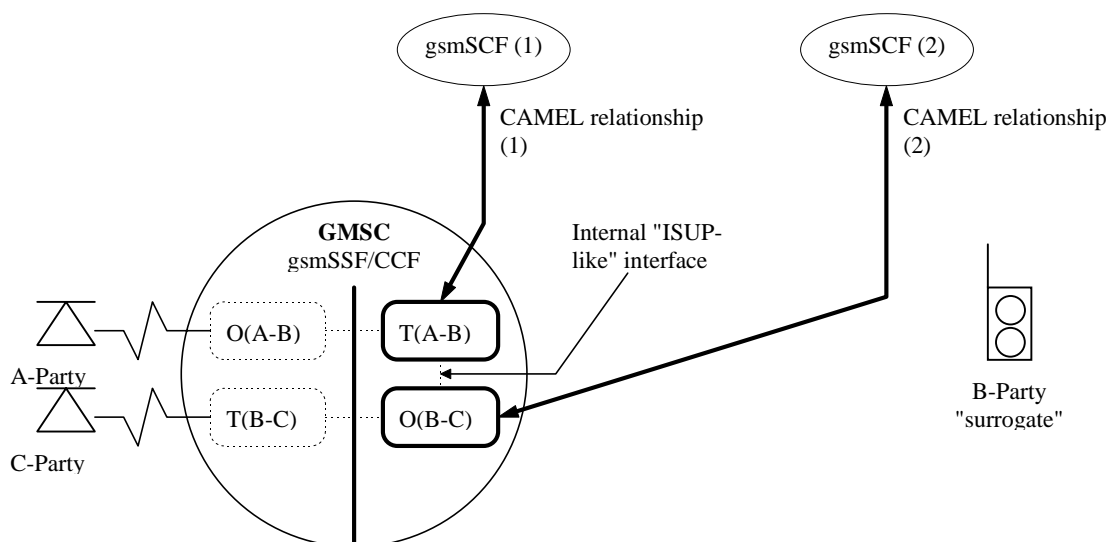 gsmSCF (1)
gsmSCF (2)
CAMEL relationship
(1)
CAMEL relationship
(2)
GMSC
gsmSSF/CCF
Internal "ISUP-
like" interface
O(A-B)
T(A-B)
A-Party
T(B-C)
O(B-C)
C-Party
B-Party
"surrogate"